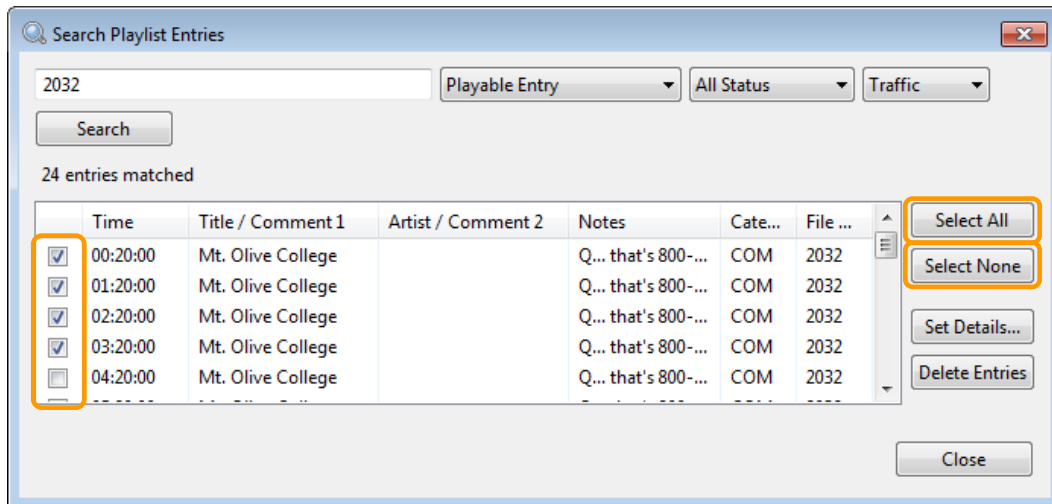 Search Playlist Entries
2032 Playable Entry All Status Traffic
Search
24 entries matched
Time Title / Comment 1 Artist / Comment 2 Notes Cate... File ...
00:20:00 Mt. Olive College Q... that's 800-... COM 2032
01:20:00 Mt. Olive College Q... that's 800-... COM 2032
02:20:00 Mt. Olive College Q... that's 800-... COM 2032
03:20:00 Mt. Olive College Q... that's 800-... COM 2032
04:20:00 Mt. Olive College Q... that's 800-... COM 2032
Select All
Select None
Set Details...
Delete Entries
Close